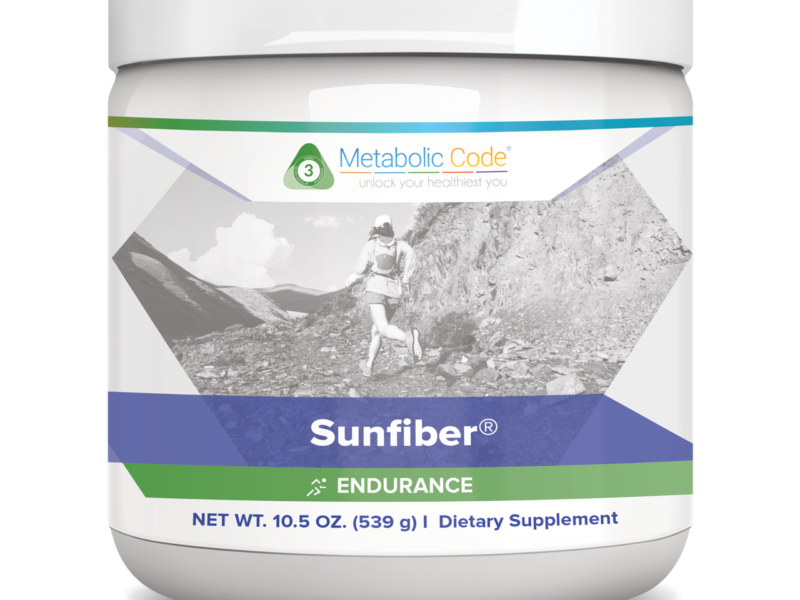 3
Metabolic Code®
unlock your healthiest you
Sunfiber®
ENDURANCE
NET WT. 10.5 OZ. (539 g) I Dietary Supplement